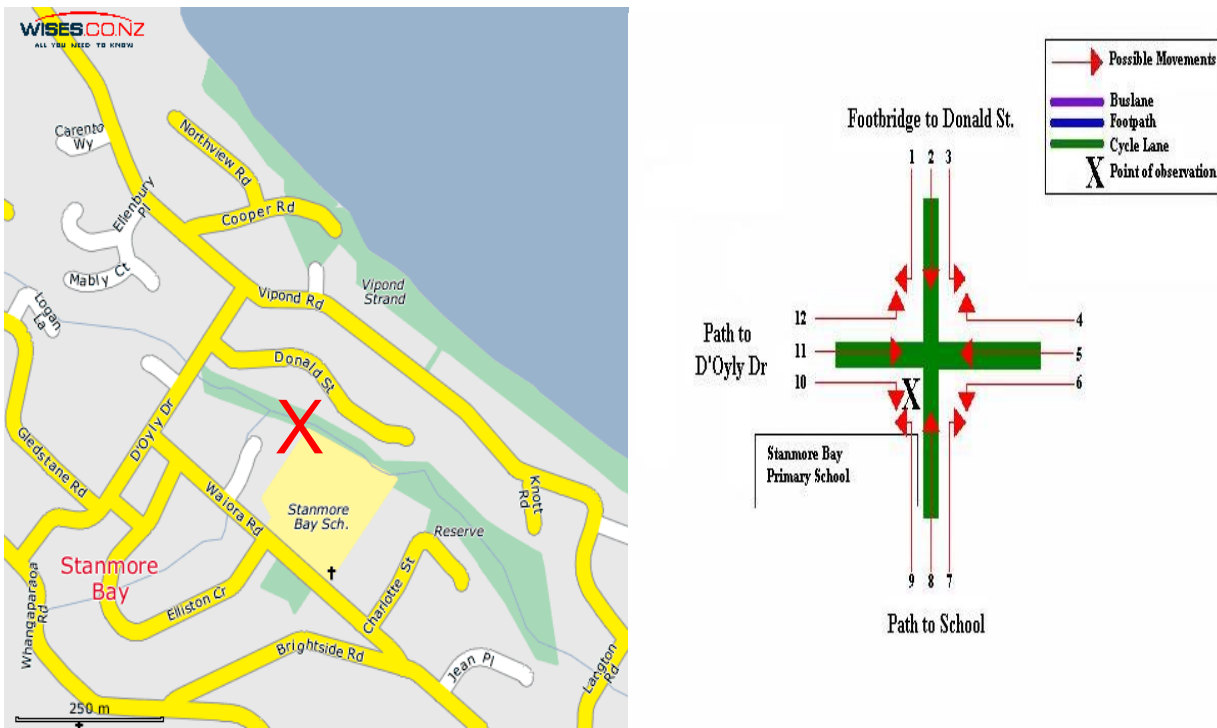 WISES.CO.NZ
ALL YOU NEED TO KNOW
Carento
Wy
Northview Rd
Ellenbury
Pl
Cooper Rd
Mably Ct
Logan
La
Vipond Rd
Vipond
Strand
Donald St
D'Oyly Dr
X
Gledstane Rd
Waiora Rd
Stanmore
Bay Sch.
Knott
Rd
Reserve
Stanmore
Bay
Whangaparaoa
Rd
Elliston Cr
Charlotte St
Brightside Rd
Jean Pl
Langton
Rd
250 m
Possible Movements
Buslane
Footpath
Cycle Lane
X Point of observation
Footbridge to Donald St.
1 2 3
12
11
10
Path to
D'Oyly Dr
4
5
6
X
Stanmore Bay
Primary School
9 8 7
Path to School